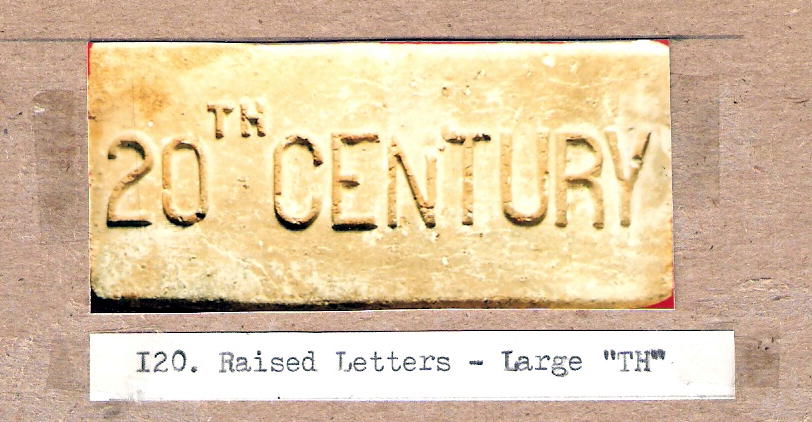 20TH CENTURY
I20. Raised Letters - Large "TH"